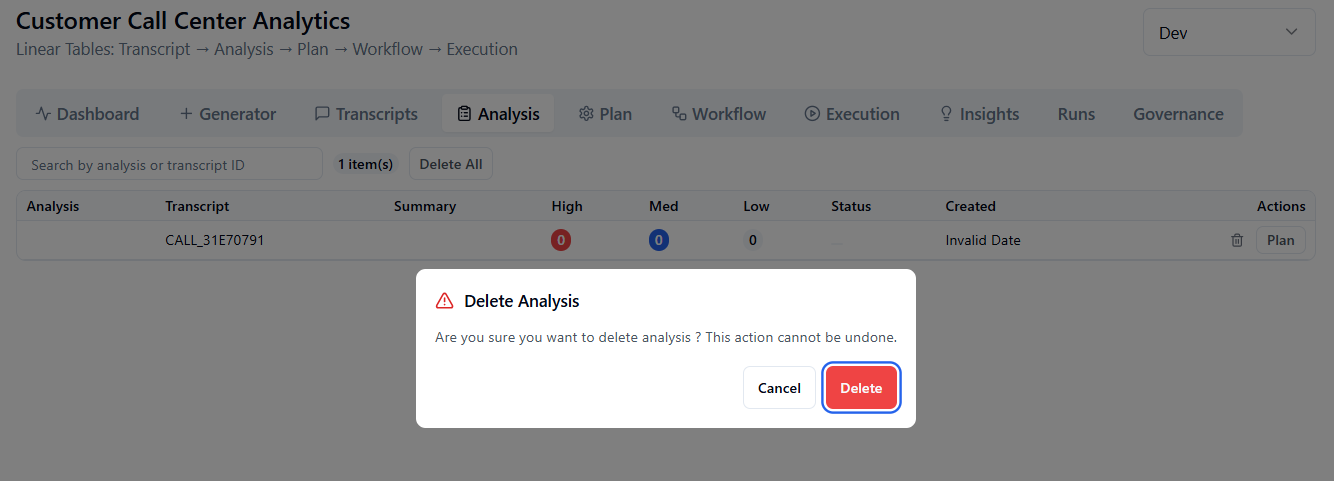 Customer Call Center Analytics
Linear Tables: Transcript → Analysis → Plan → Workflow → Execution
Dev
Dashboard Generator Transcripts Analysis Plan Workflow Execution Insights Runs Governance
Search by analysis or transcript ID 1 item(s) Delete All
Analysis Transcript Summary High Med Low Status Created Actions
CALL_31E70791 0 0 0 Invalid Date Plan
Delete Analysis
Are you sure you want to delete analysis ? This action cannot be undone.
Cancel Delete